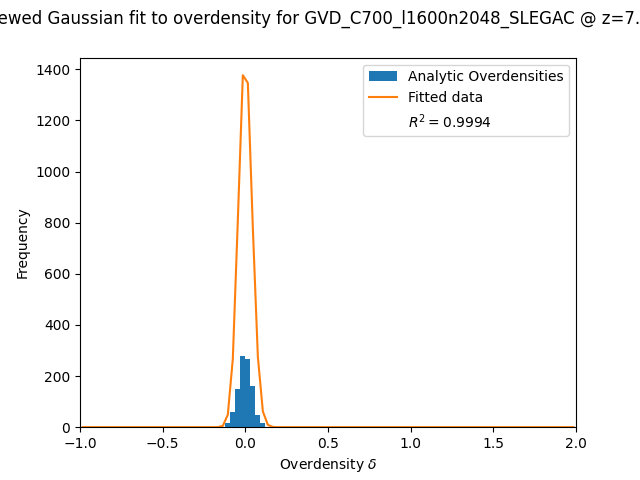 ewed Gaussian fit to overdensity for GVD_C700_l1600n2048_SLEGAC @ z=7.
1400
1200
1000
800
600
400
200
0
Frequency
Analytic Overdensities
Fitted data
R² = 0.9994
−1.0 −0.5 0.0 0.5 1.0 1.5 2.0
Overdensity δ